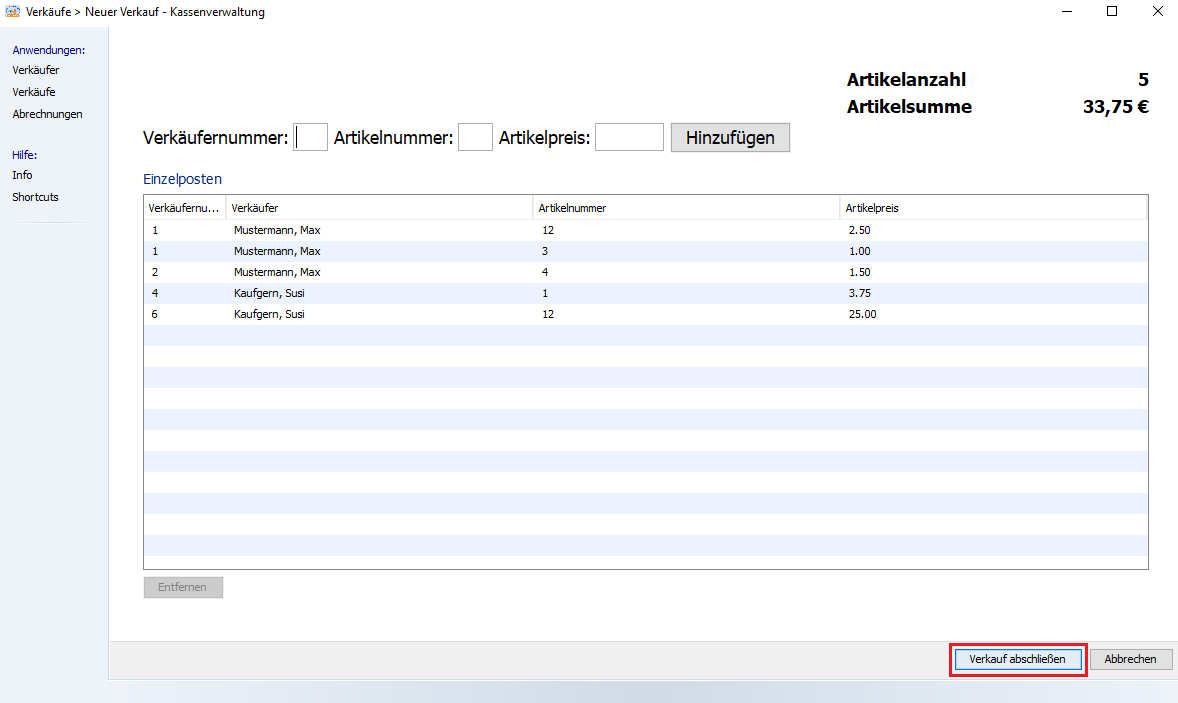 Verkäufe > Neuer Verkauf - Kassenverwaltung
Anwendungen:
Verkäufer
Verkäufe
Abrechnungen
Hilfe:
Info
Shortcuts
Artikelanzahl 5
Artikelsumme 33,75 €
Verkäufernummer: Artikelnummer: Artikelpreis: Hinzufügen
Einzelposten
Verkäufernu... Verkäufer Artikelnummer Artikelpreis
1 Mustermann, Max 12 2.50
1 Mustermann, Max 3 1.00
2 Mustermann, Max 4 1.50
4 Kaufgern, Susi 1 3.75
6 Kaufgern, Susi 12 25.00
Entfernen
Verkauf abschließen Abbrechen